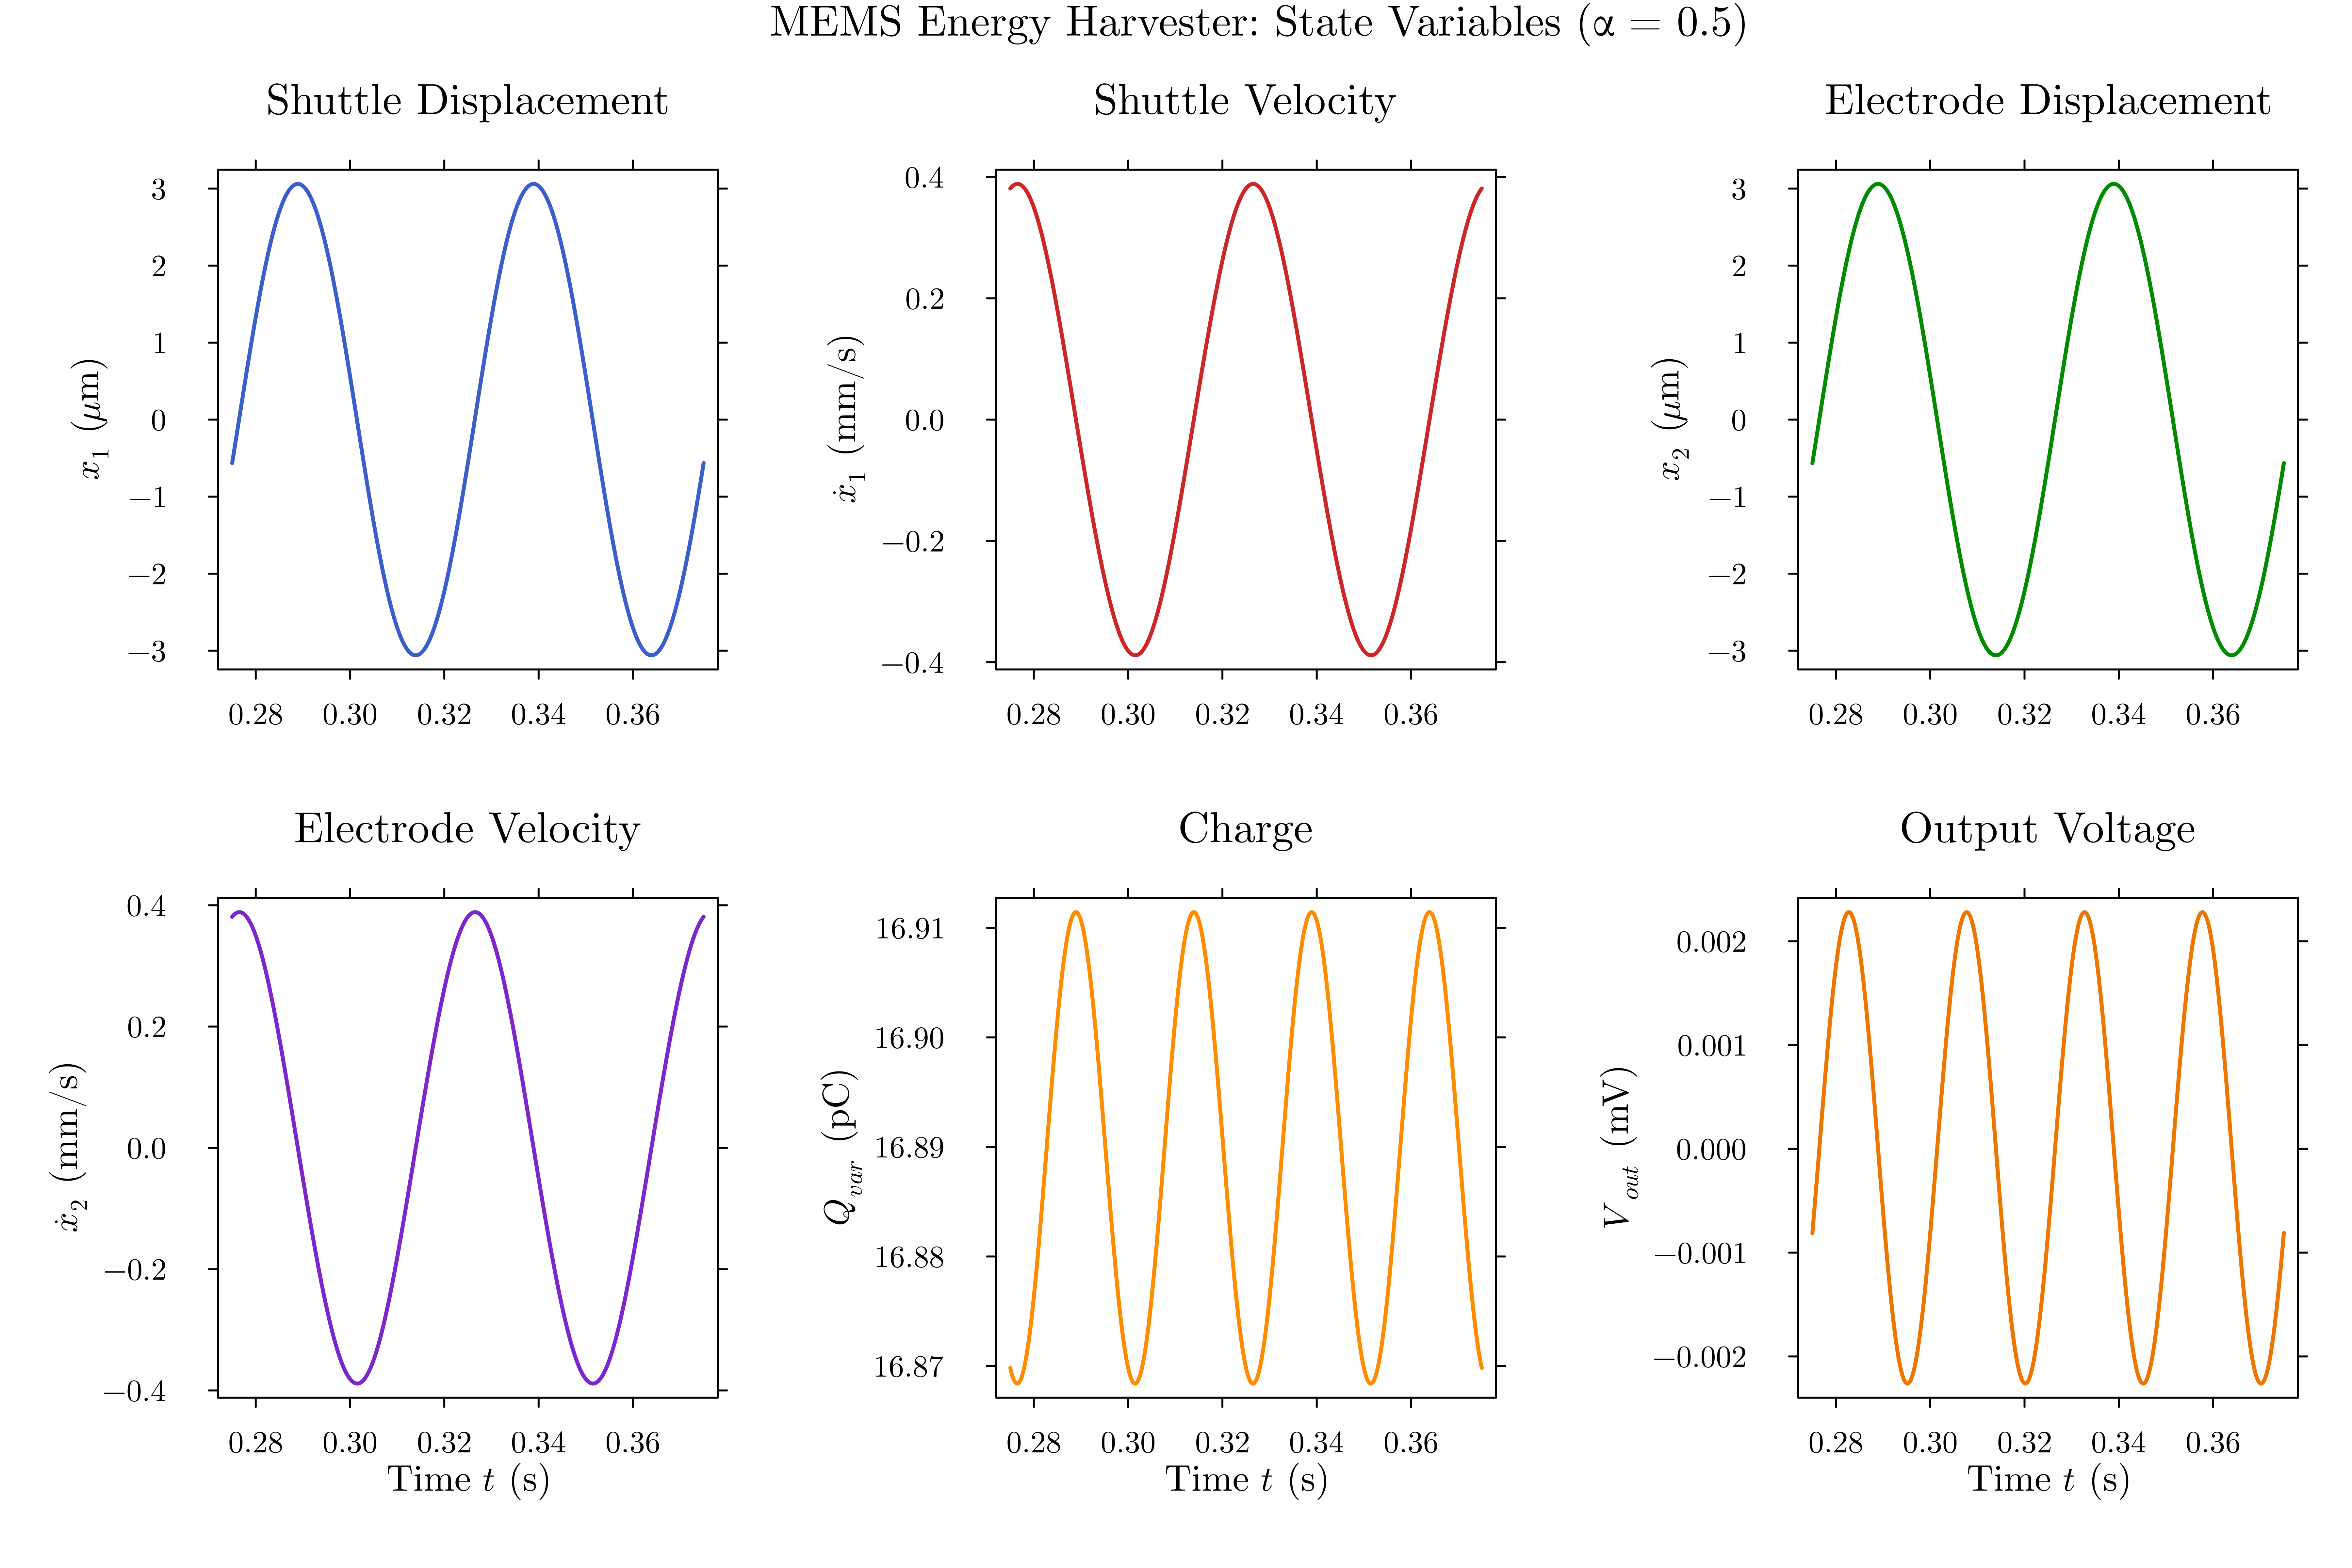 MEMS Energy Harvester: State Variables (α = 0.5)
Shuttle Displacement
Shuttle Velocity
Electrode Displacement
x₁ (μm)
3
2
1
0
−1
−2
−3
0.28 0.30 0.32 0.34 0.36
ẋ₁ (mm/s)
0.4
0.2
0.0
−0.2
−0.4
0.28 0.30 0.32 0.34 0.36
x₂ (μm)
3
2
1
0
−1
−2
−3
0.28 0.30 0.32 0.34 0.36
Electrode Velocity
Charge
Output Voltage
ẋ₂ (mm/s)
0.4
0.2
0.0
−0.2
−0.4
0.28 0.30 0.32 0.34 0.36
Time t (s)
Q_var (pC)
16.91
16.90
16.89
16.88
16.87
0.28 0.30 0.32 0.34 0.36
Time t (s)
V_out (mV)
0.002
0.001
0.000
−0.001
−0.002
0.28 0.30 0.32 0.34 0.36
Time t (s)